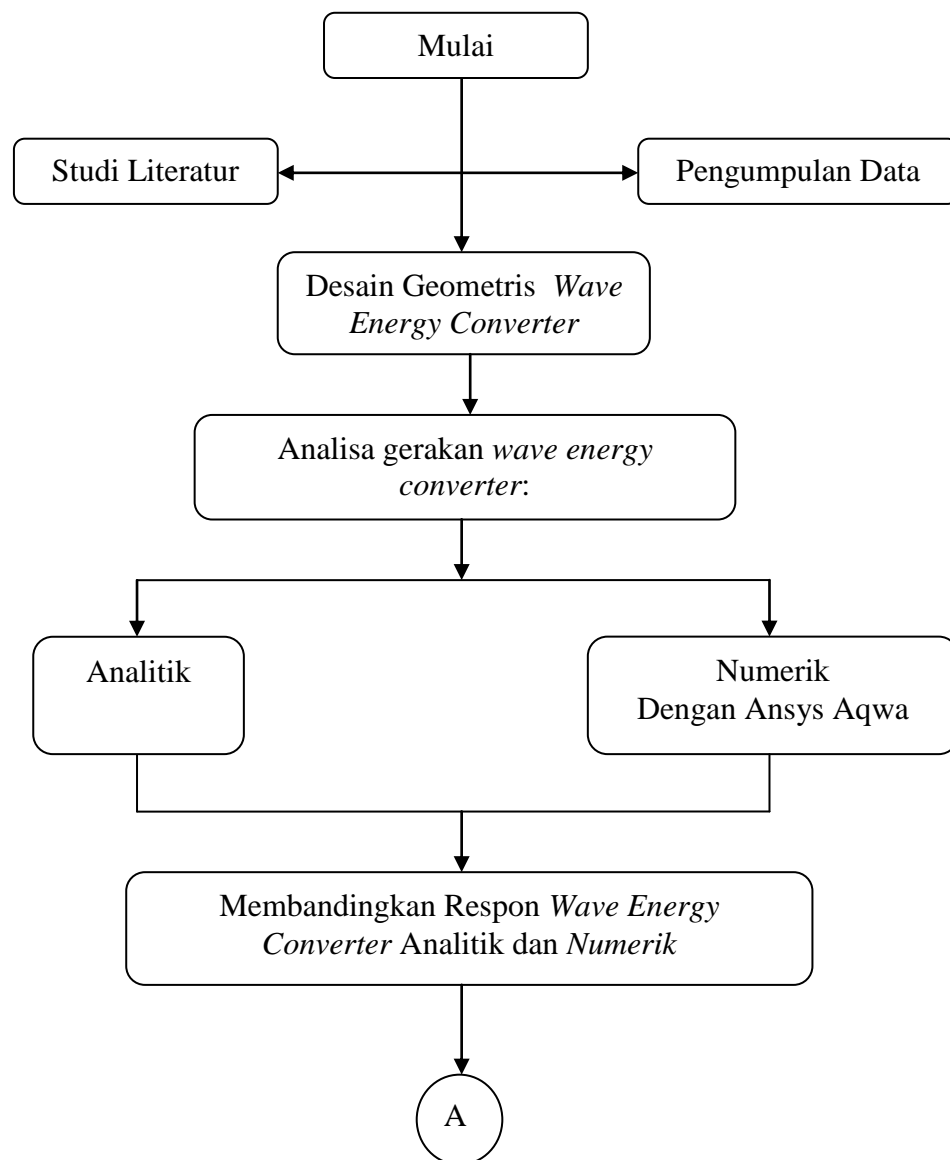 Mulai
Studi Literatur
Pengumpulan Data
Desain Geometris Wave
Energy Converter
Analisa gerakan wave energy
converter:
Analitik
Numerik
Dengan Ansys Aqwa
Membandingkan Respon Wave Energy
Converter Analitik dan Numerik
A